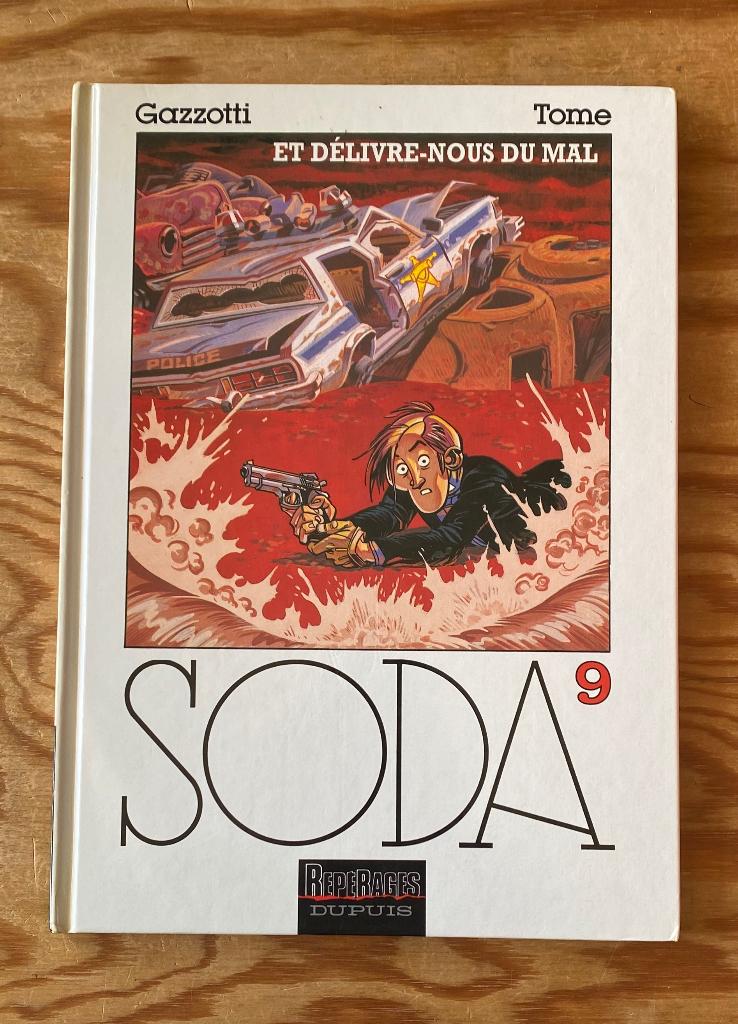 Gazzotti Tome
ET DÉLIVRE-NOUS DU MAL
POLICE
SODA 9
REPERAGES
DUPUIS